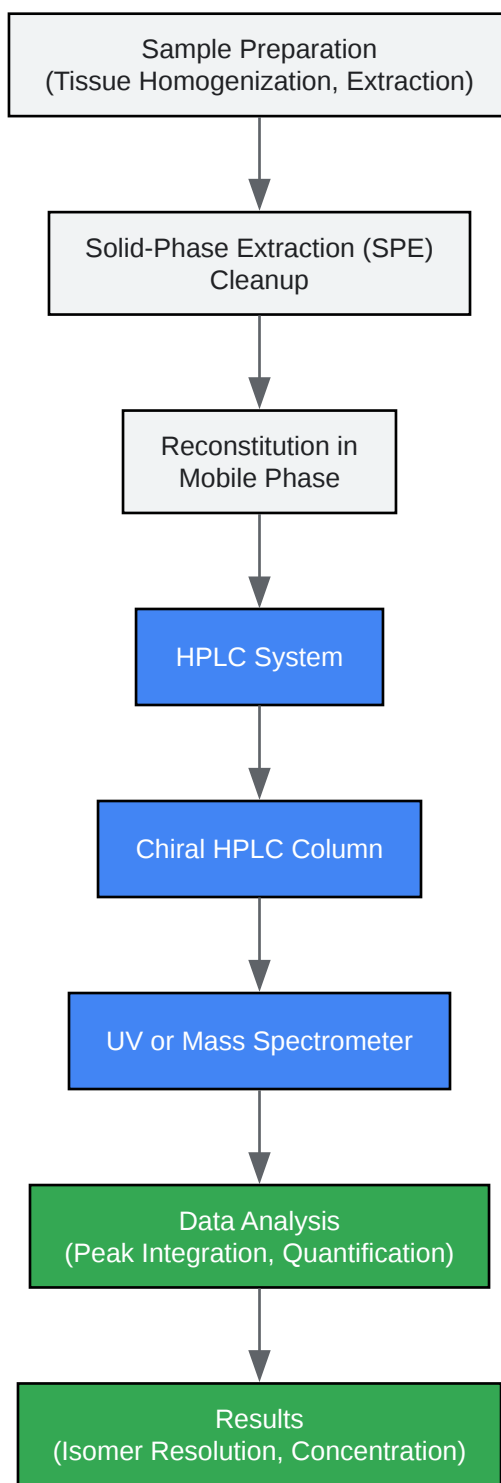 Sample Preparation
(Tissue Homogenization, Extraction)
Solid-Phase Extraction (SPE)
Cleanup
Reconstitution in
Mobile Phase
HPLC System
Chiral HPLC Column
UV or Mass Spectrometer
Data Analysis
(Peak Integration, Quantification)
Results
(Isomer Resolution, Concentration)